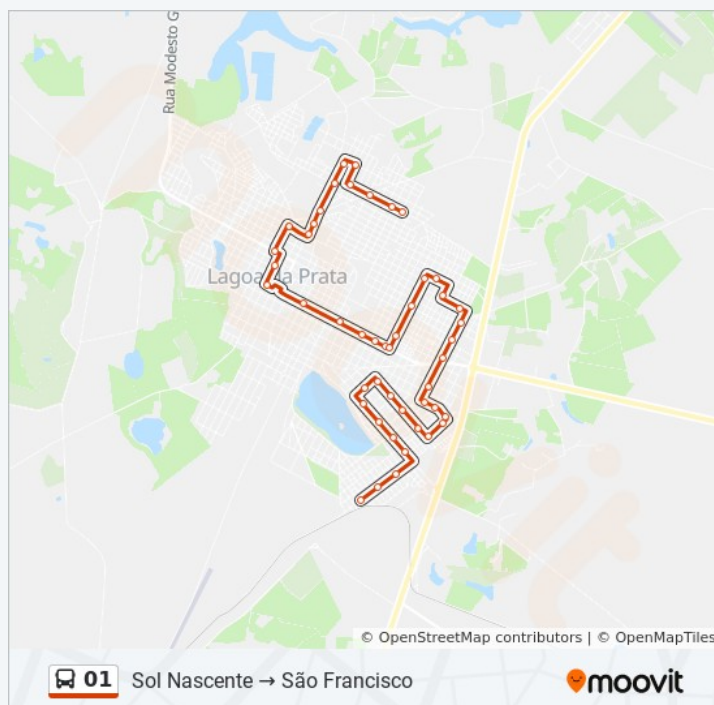 Rua Modesto G
Lagoa da Prata
© OpenStreetMap contributors | © OpenMapTiles
01 Sol Nascente → São Francisco
moovit